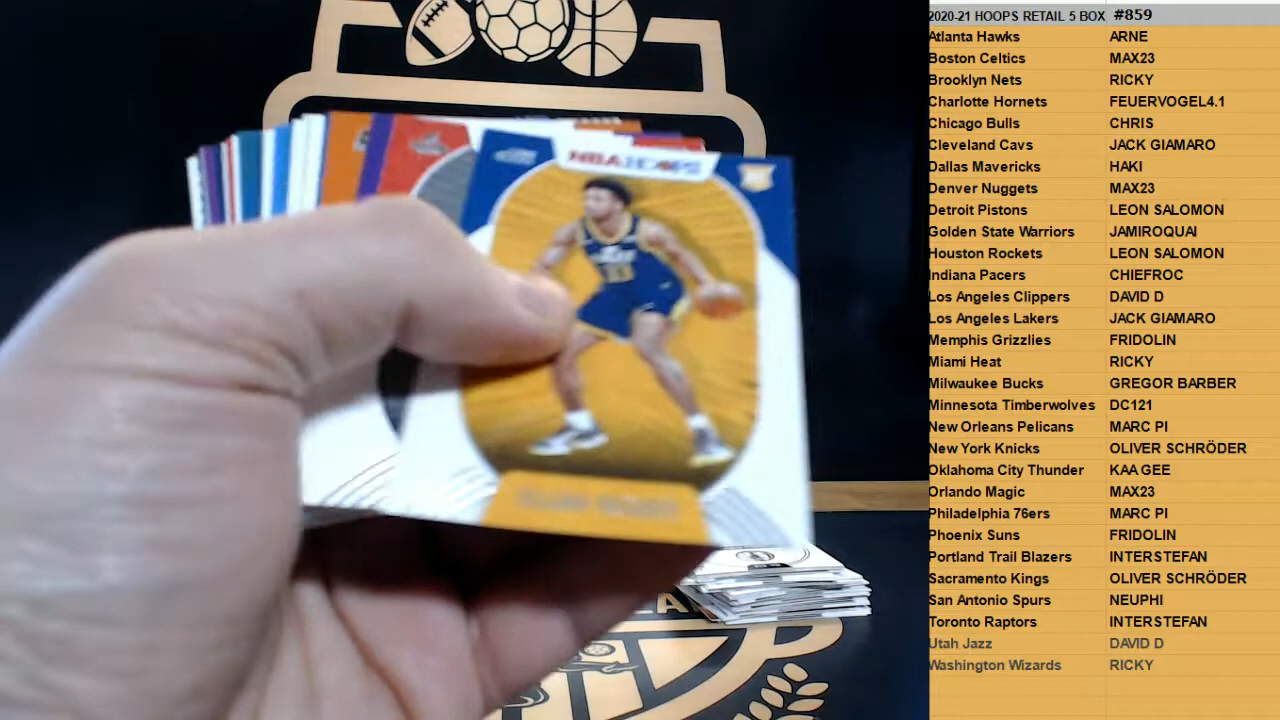 2020-21 HOOPS RETAIL 5 BOX #859
Atlanta Hawks ARNE
Boston Celtics MAX23
Brooklyn Nets RICKY
Charlotte Hornets FEUERVOGEL4.1
Chicago Bulls CHRIS
Cleveland Cavs JACK GIAMARO
Dallas Mavericks HAKI
Denver Nuggets MAX23
Detroit Pistons LEON SALOMON
Golden State Warriors JAMIROQUAI
Houston Rockets LEON SALOMON
Indiana Pacers CHIEFROC
Los Angeles Clippers DAVID D
Los Angeles Lakers JACK GIAMARO
Memphis Grizzlies FRIDOLIN
Miami Heat RICKY
Milwaukee Bucks GREGOR BARBER
Minnesota Timberwolves DC121
New Orleans Pelicans MARC PI
New York Knicks OLIVER SCHRÖDER
Oklahoma City Thunder KAA GEE
Orlando Magic MAX23
Philadelphia 76ers MARC PI
Phoenix Suns FRIDOLIN
Portland Trail Blazers INTERSTEFAN
Sacramento Kings OLIVER SCHRÖDER
San Antonio Spurs NEUPHI
Toronto Raptors INTERSTEFAN
Utah Jazz DAVID D
Washington Wizards RICKY
NBA HOOPS